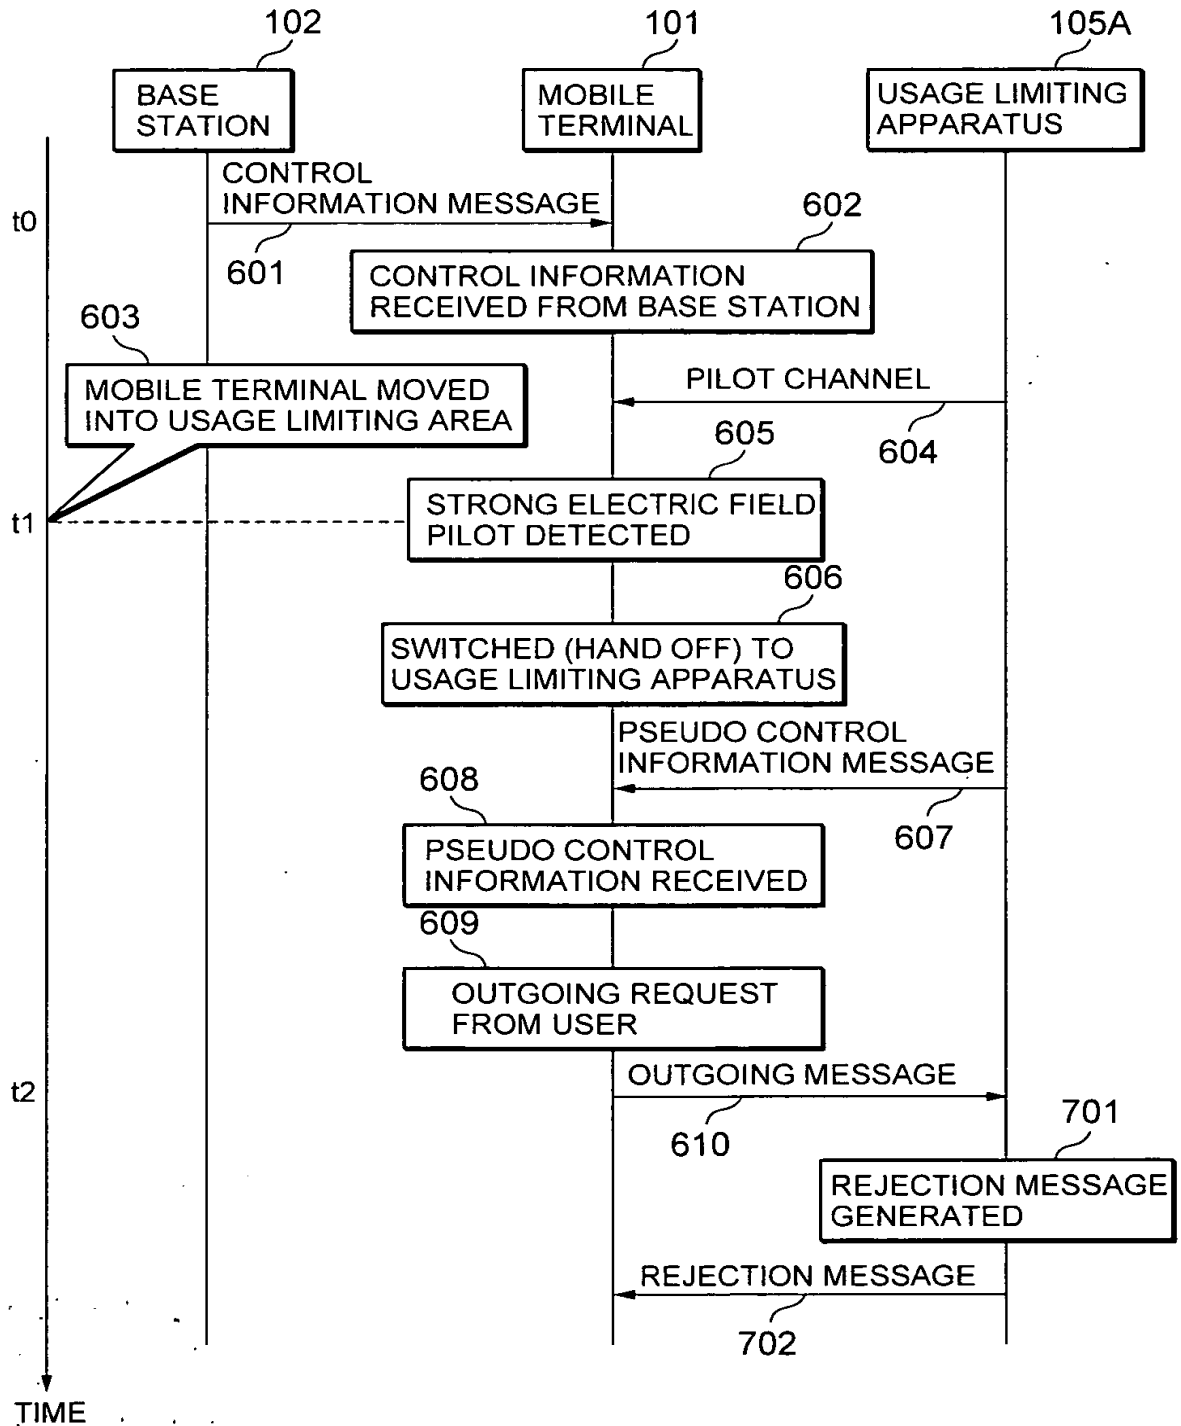 102
101
105A
BASE
STATION
MOBILE
TERMINAL
USAGE LIMITING
APPARATUS
CONTROL
INFORMATION MESSAGE
t0
601
602
CONTROL INFORMATION
RECEIVED FROM BASE STATION
603
MOBILE TERMINAL MOVED
INTO USAGE LIMITING AREA
PILOT CHANNEL
604
605
STRONG ELECTRIC FIELD
PILOT DETECTED
t1
606
SWITCHED (HAND OFF) TO
USAGE LIMITING APPARATUS
PSEUDO CONTROL
INFORMATION MESSAGE
607
608
PSEUDO CONTROL
INFORMATION RECEIVED
609
OUTGOING REQUEST
FROM USER
t2
OUTGOING MESSAGE
610
701
REJECTION MESSAGE
GENERATED
REJECTION MESSAGE
702
TIME